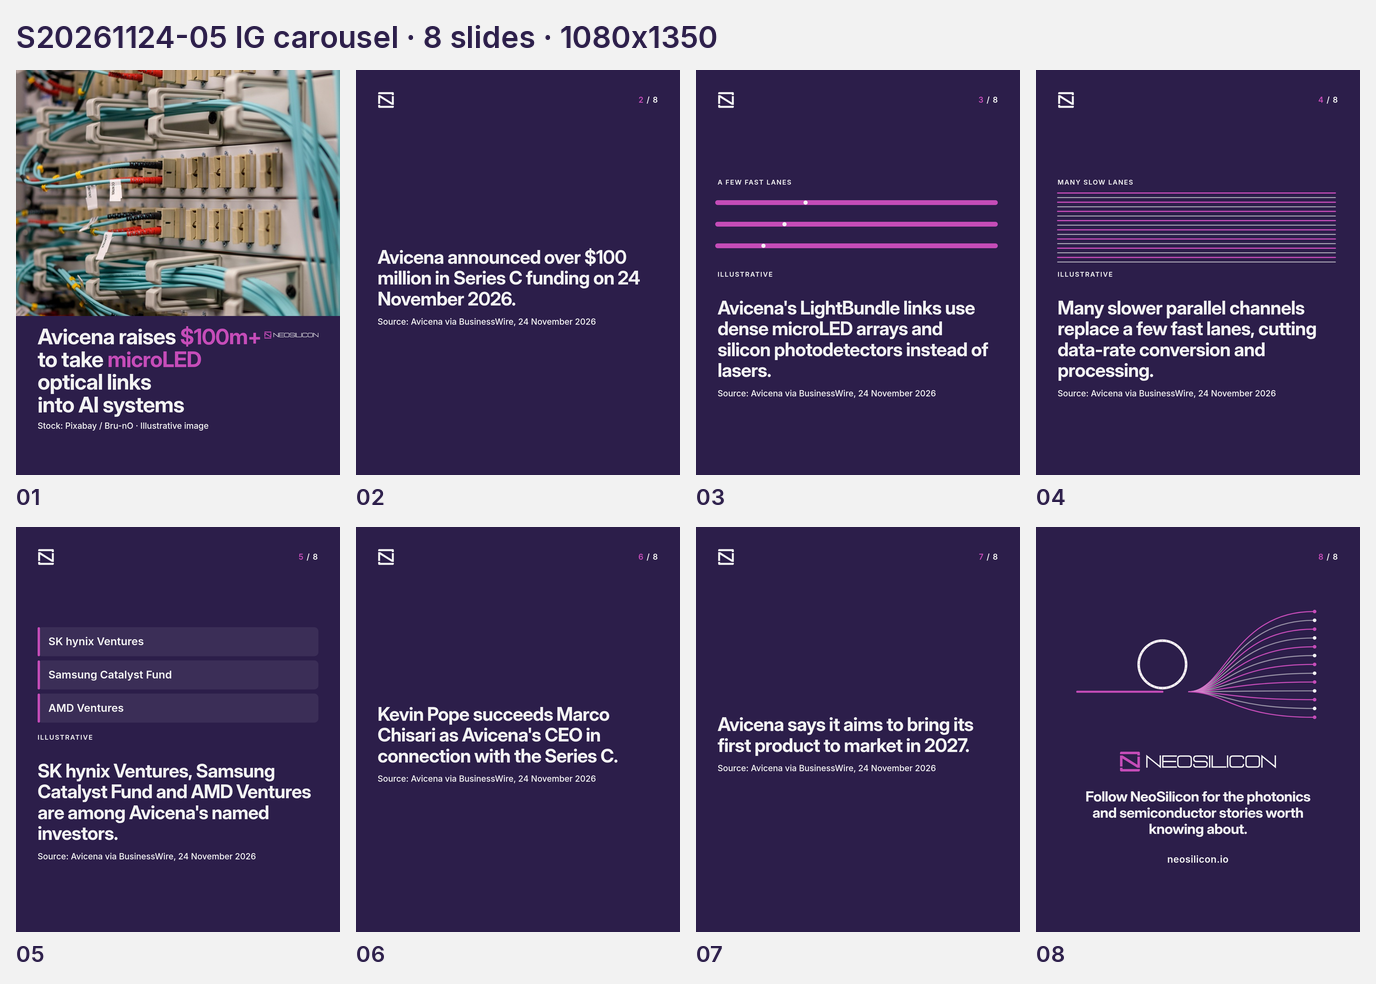 S20261124-05 IG carousel · 8 slides · 1080x1350
Avicena raises $100m+
NEOSILICON
to take microLED
optical links
into AI systems
Stock: Pixabay / Bru-nO · Illustrative image
01
2 / 8
Avicena announced over $100
million in Series C funding on 24
November 2026.
Source: Avicena via BusinessWire, 24 November 2026
02
3 / 8
A FEW FAST LANES
ILLUSTRATIVE
Avicena's LightBundle links use
dense microLED arrays and
silicon photodetectors instead of
lasers.
Source: Avicena via BusinessWire, 24 November 2026
03
4 / 8
MANY SLOW LANES
ILLUSTRATIVE
Many slower parallel channels
replace a few fast lanes, cutting
data-rate conversion and
processing.
Source: Avicena via BusinessWire, 24 November 2026
04
5 / 8
SK hynix Ventures
Samsung Catalyst Fund
AMD Ventures
ILLUSTRATIVE
SK hynix Ventures, Samsung
Catalyst Fund and AMD Ventures
are among Avicena's named
investors.
Source: Avicena via BusinessWire, 24 November 2026
05
6 / 8
Kevin Pope succeeds Marco
Chisari as Avicena's CEO in
connection with the Series C.
Source: Avicena via BusinessWire, 24 November 2026
06
7 / 8
Avicena says it aims to bring its
first product to market in 2027.
Source: Avicena via BusinessWire, 24 November 2026
07
8 / 8
NEOSILICON
Follow NeoSilicon for the photonics
and semiconductor stories worth
knowing about.
neosilicon.io
08